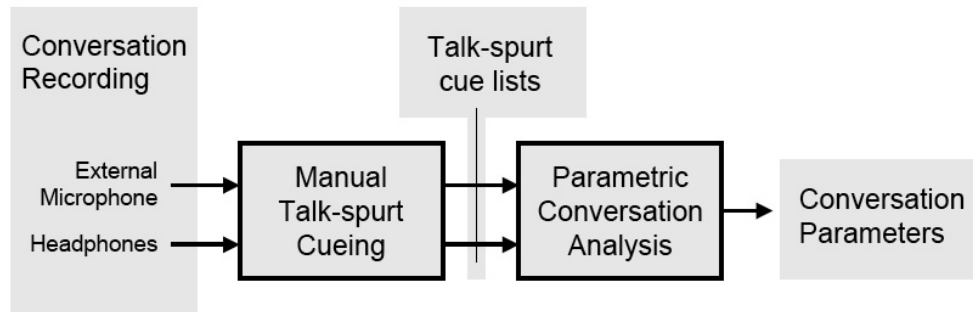 Conversation
Recording
External
Microphone
Headphones
Manual
Talk-spurt
Cueing
Talk-spurt
cue lists
Parametric
Conversation
Analysis
Conversation
Parameters